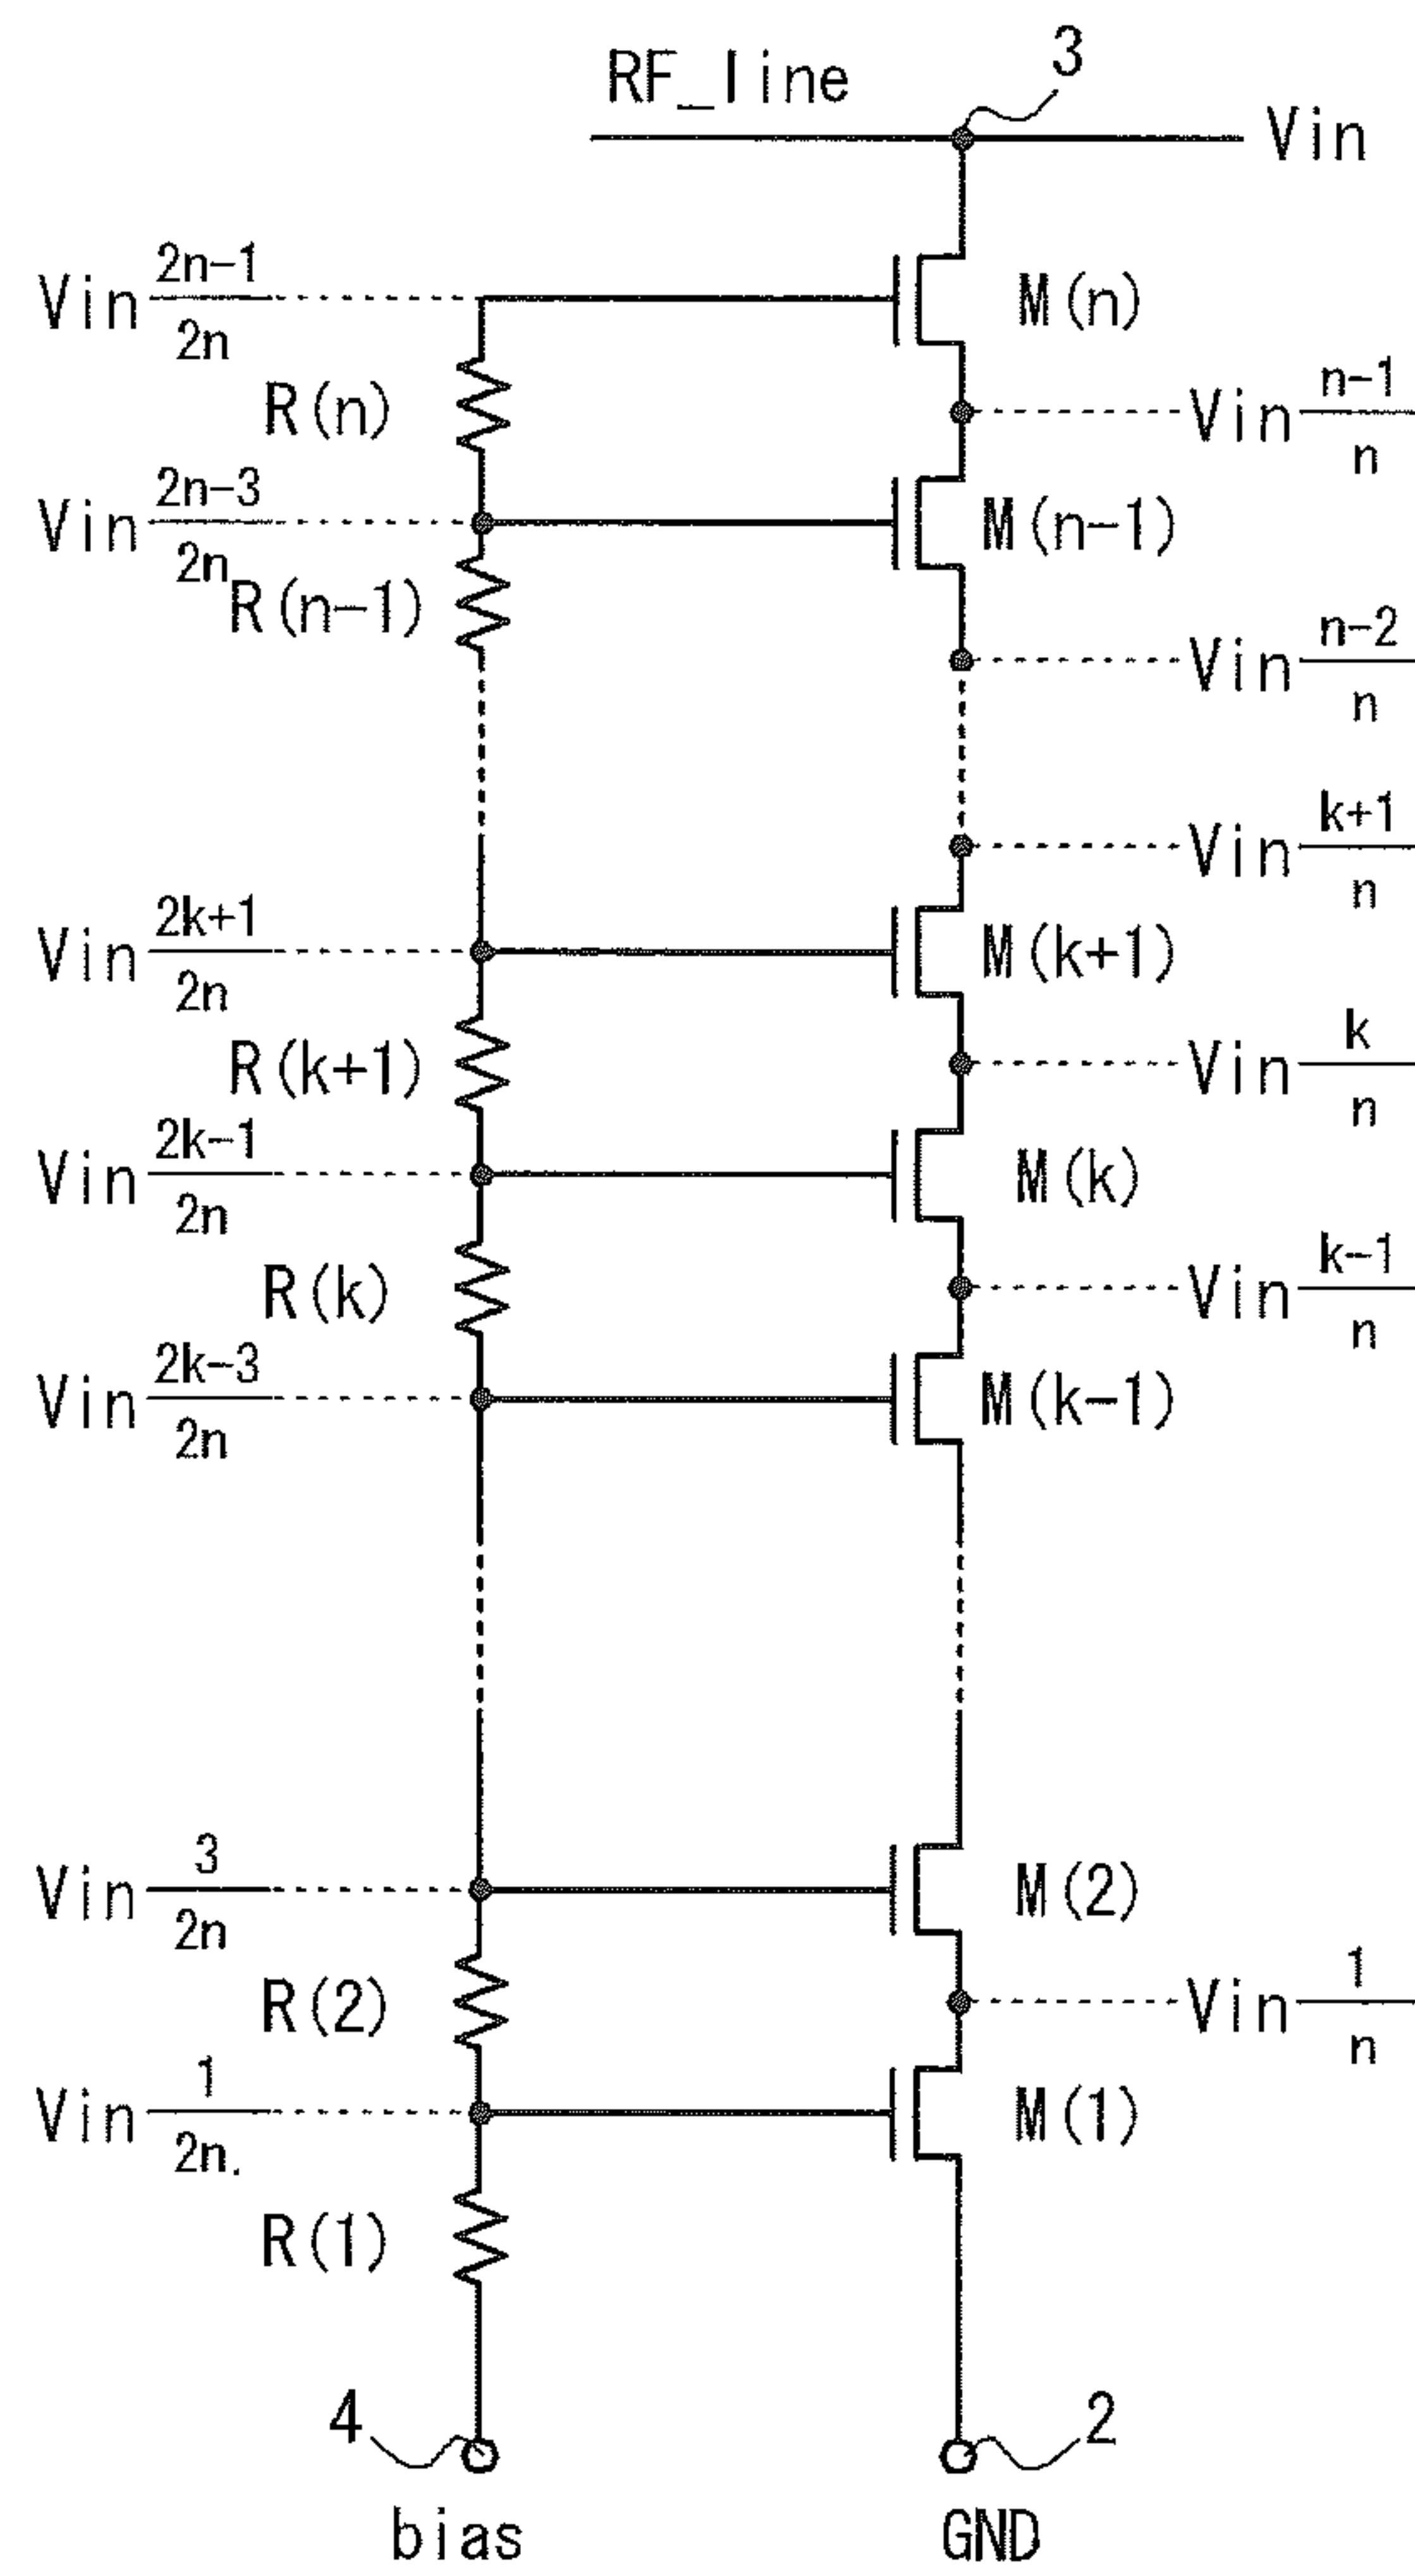 RF_line
3
Vin
Vin 2n-1/2n
M(n)
R(n)
Vin n-1/n
Vin 2n-3/2n
M(n-1)
R(n-1)
Vin n-2/n
Vin k+1/n
Vin 2k+1/2n
M(k+1)
R(k+1)
Vin k/n
Vin 2k-1/2n
M(k)
R(k)
Vin k-1/n
Vin 2k-3/2n
M(k-1)
Vin 3/2n
M(2)
R(2)
Vin 1/n
Vin 1/2n.
M(1)
R(1)
4
2
bias
GND